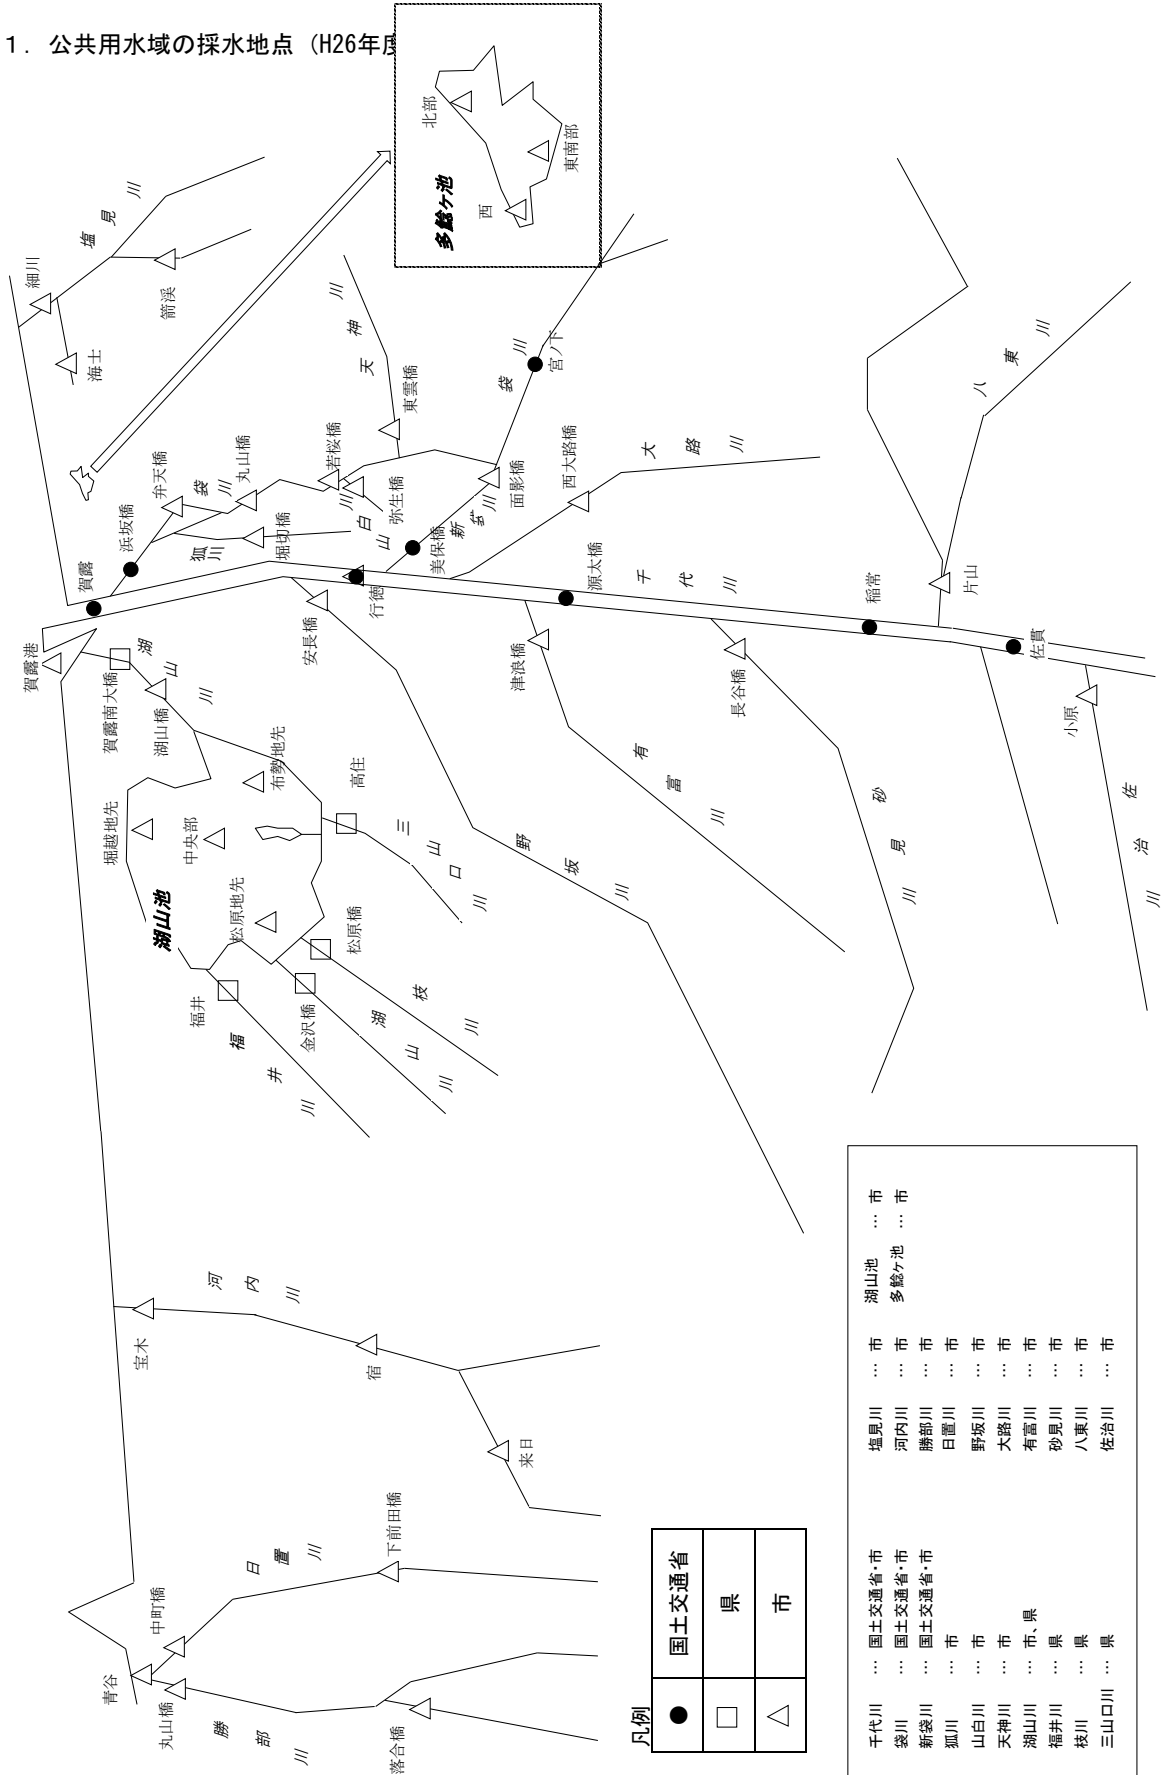 1. 公共用水域の採水地点（H26年度
多鯰ヶ池
北部
東南部
西
塩見川
細川
箭渓
海士
天神川
東雲橋
若桜橋
丸山橋
弁天橋
袋川
浜坂橋
狐川
堀切橋
山白川
弥生橋
美保橋
新袋川
面影橋
袋川
宮ノ下
西大路橋
大路川
賀露
賀露港
賀露南大橋
湖山川
湖山橋
安長橋
行徳
源太橋
千代川
津浪橋
長谷橋
稲常
片山
八東川
佐貫
小原
佐治川
砂見川
有富川
野坂川
布勢地先
高住
堀越地先
中央部
三山口川
湖山池
松原地先
松原橋
福井
金沢橋
福井川
湖山川
枝川
河内川
宝木
宿
来日
日置川
下前田橋
中町橋
青谷
丸山橋
勝部川
落合橋
凡例
● 国土交通省
□ 県
△ 市
千代川 … 国土交通省・市
袋川 … 国土交通省・市
新袋川 … 国土交通省・市
狐川 … 市
山白川 … 市
天神川 … 市
湖山川 … 市、県
福井川 … 県
枝川 … 県
三山口川 … 県
塩見川 … 市
河内川 … 市
勝部川 … 市
日置川 … 市
野坂川 … 市
大路川 … 市
有富川 … 市
砂見川 … 市
八東川 … 市
佐治川 … 市
湖山池 … 市
多鯰ヶ池 … 市